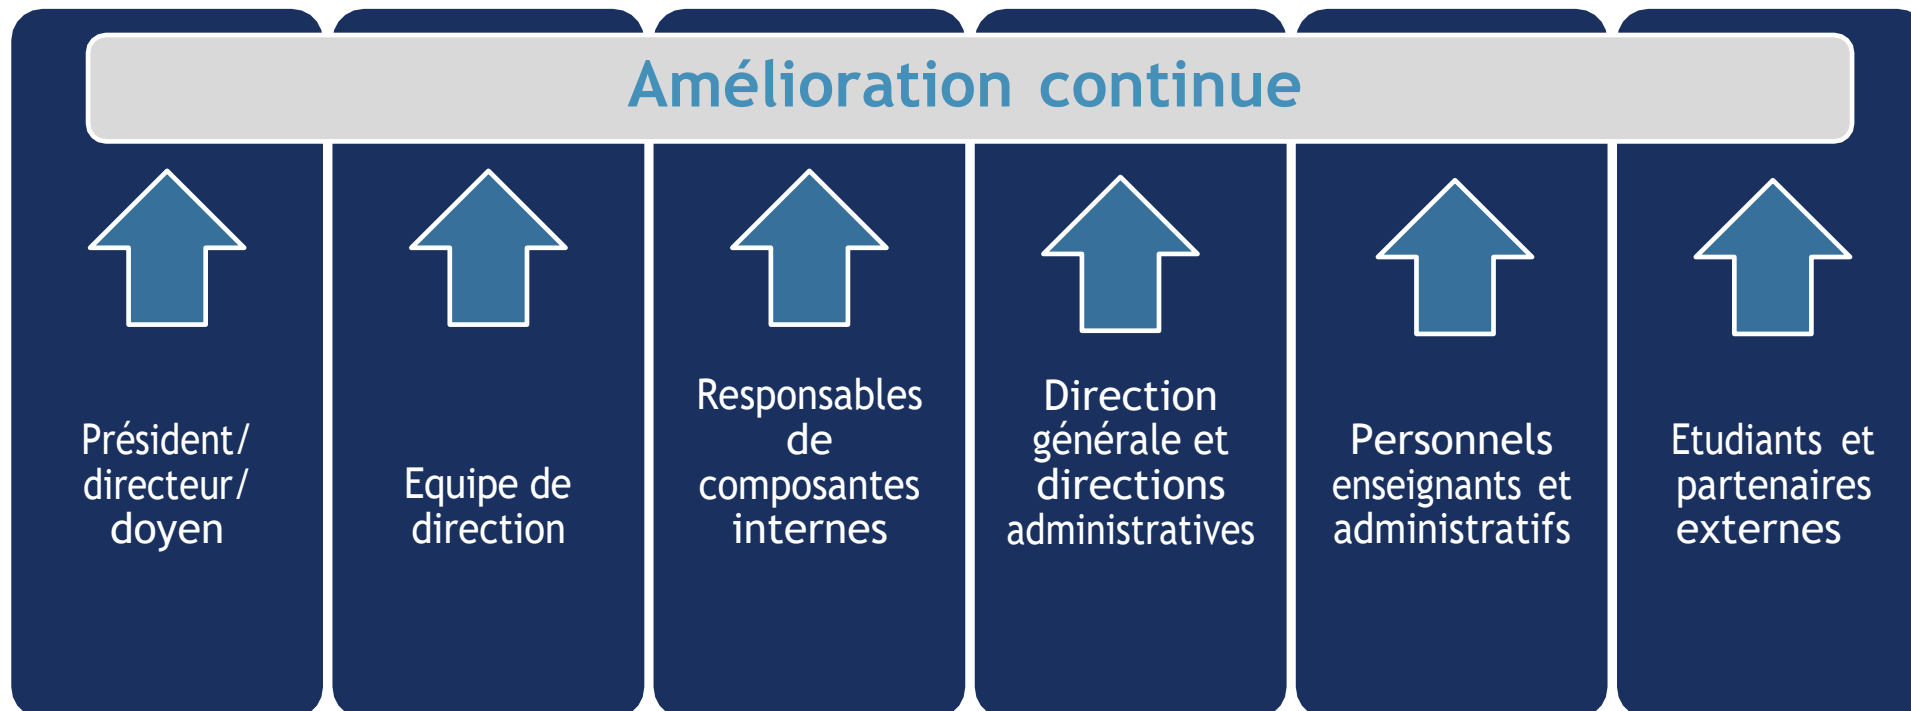 Amélioration continue
Président/
directeur/
doyen
Equipe de
direction
Responsables
de
composantes
internes
Direction
générale et
directions
administratives
Personnels
enseignants et
administratifs
Etudiants et
partenaires
externes